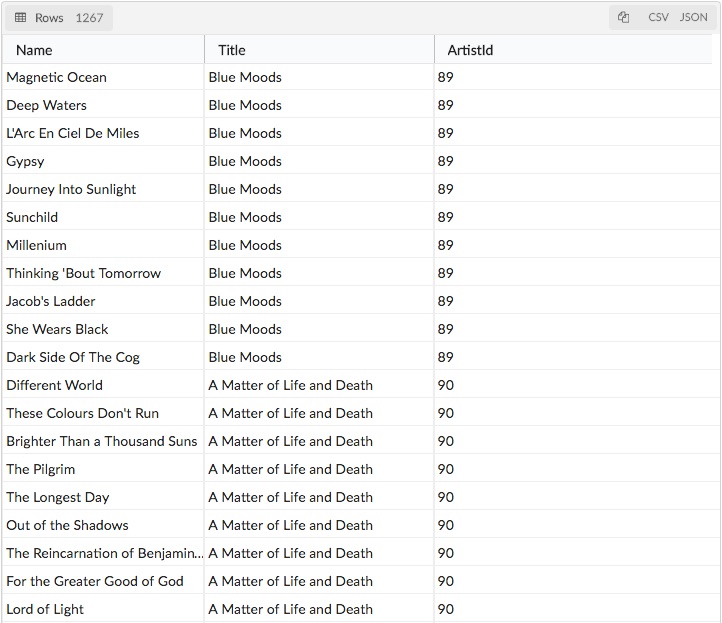 Rows 1267 CSV JSON
Name Title ArtistId
Magnetic Ocean Blue Moods 89
Deep Waters Blue Moods 89
L'Arc En Ciel De Miles Blue Moods 89
Gypsy Blue Moods 89
Journey Into Sunlight Blue Moods 89
Sunchild Blue Moods 89
Millenium Blue Moods 89
Thinking 'Bout Tomorrow Blue Moods 89
Jacob's Ladder Blue Moods 89
She Wears Black Blue Moods 89
Dark Side Of The Cog Blue Moods 89
Different World A Matter of Life and Death 90
These Colours Don't Run A Matter of Life and Death 90
Brighter Than a Thousand Suns A Matter of Life and Death 90
The Pilgrim A Matter of Life and Death 90
The Longest Day A Matter of Life and Death 90
Out of the Shadows A Matter of Life and Death 90
The Reincarnation of Benjamin... A Matter of Life and Death 90
For the Greater Good of God A Matter of Life and Death 90
Lord of Light A Matter of Life and Death 90